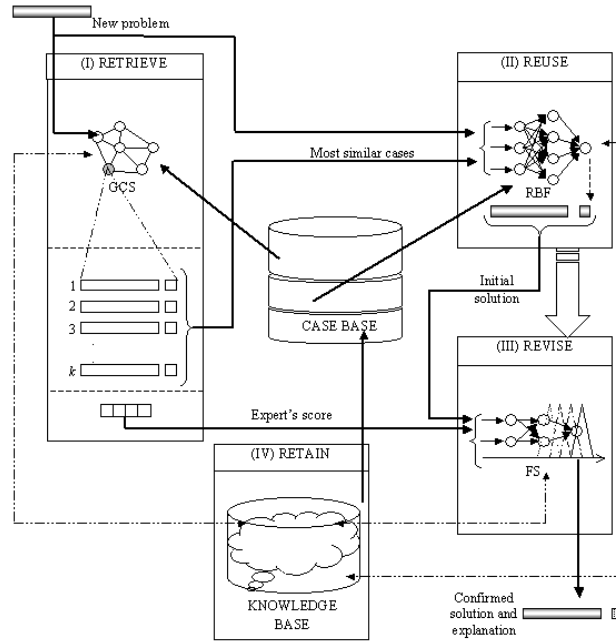 New problem
(I) RETRIEVE
(II) REUSE
Most similar cases
GCS
RBF
1
2
3
k
CASE BASE
Initial
solution
(III) REVISE
Expert's score
FS
(IV) RETAIN
KNOWLEDGE
BASE
Confirmed
solution and
explanation